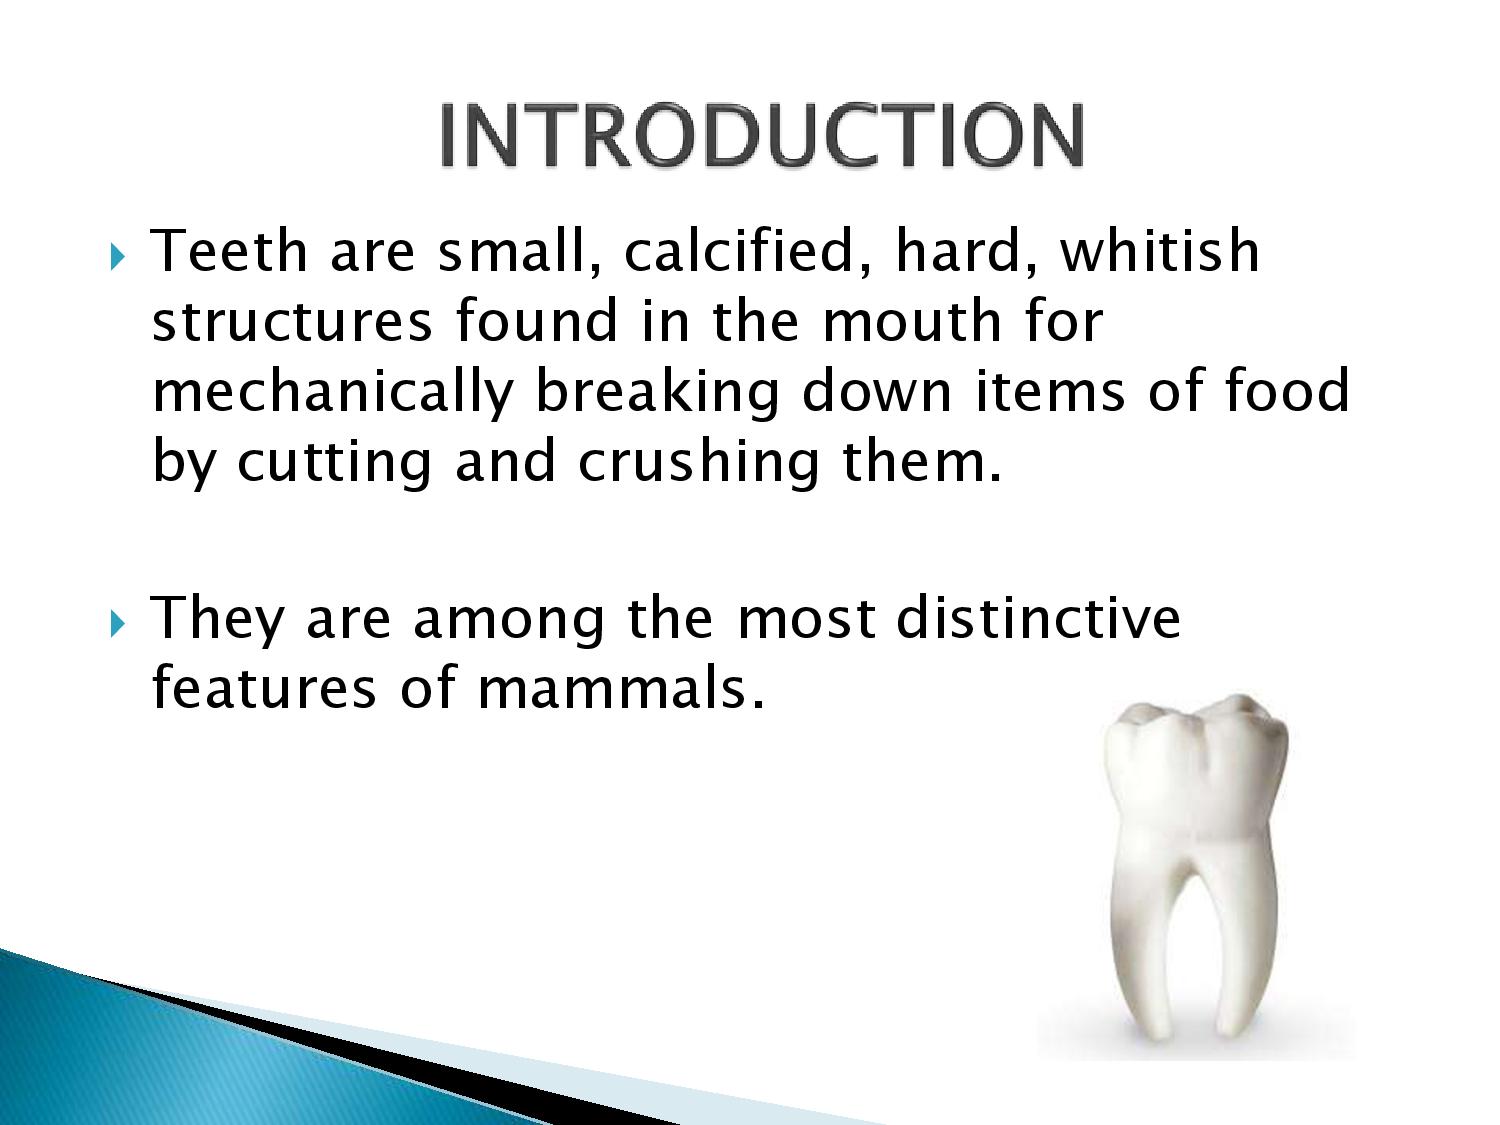 INTRODUCTION
Teeth are small, calcified, hard, whitish
structures found in the mouth for
mechanically breaking down items of food
by cutting and crushing them.
They are among the most distinctive
features of mammals.